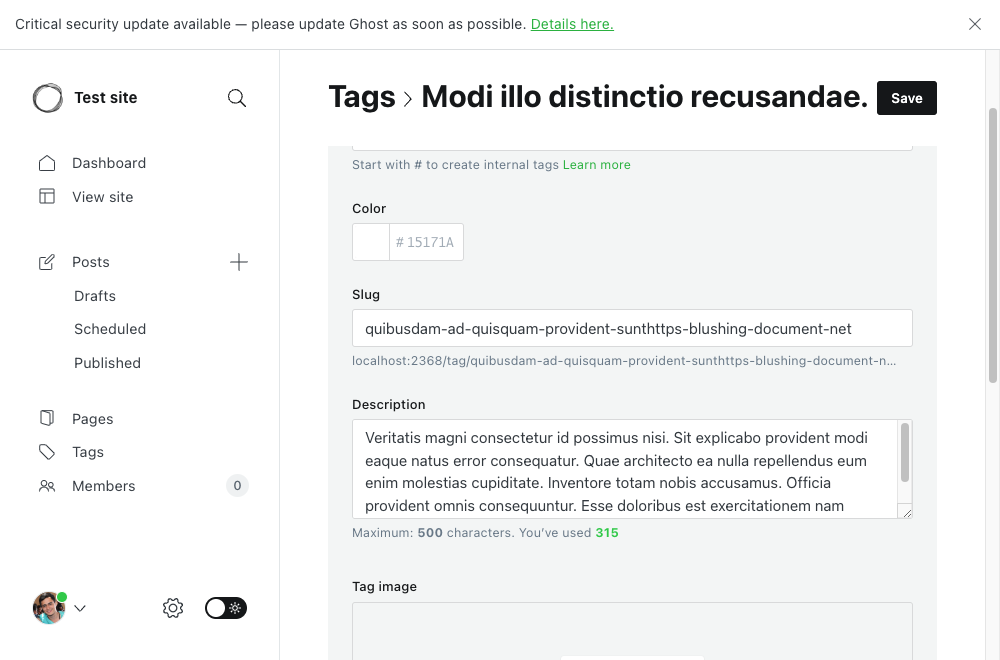 Critical security update available — please update Ghost as soon as possible. Details here.
Test site
Dashboard
View site
Posts
Drafts
Scheduled
Published
Pages
Tags
Members
0
Tags
Modi illo distinctio recusandae.
Save
Start with # to create internal tags Learn more
Color
# 15171A
Slug
quibusdam-ad-quisquam-provident-sunthttps-blushing-document-net
localhost:2368/tag/quibusdam-ad-quisquam-provident-sunthttps-blushing-document-n...
Description
Veritatis magni consectetur id possimus nisi. Sit explicabo provident modi
eaque natus error consequatur. Quae architecto ea nulla repellendus eum
enim molestias cupiditate. Inventore totam nobis accusamus. Officia
provident omnis consequuntur. Esse doloribus est exercitationem nam
Maximum: 500 characters. You've used 315
Tag image